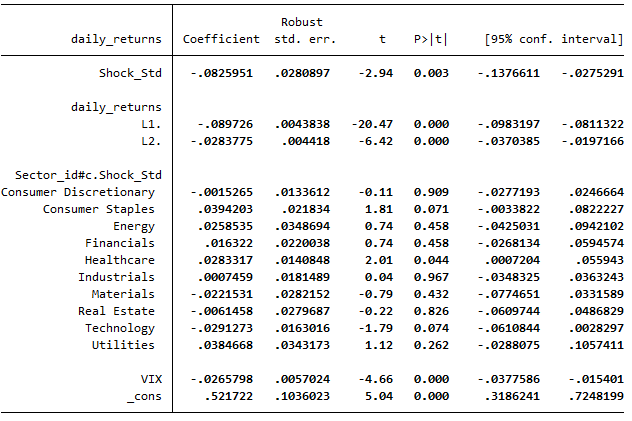 Robust
daily_returns Coefficient std. err. t P>|t| [95% conf. interval]
Shock_Std -.0825951 .0280897 -2.94 0.003 -.1376611 -.0275291
daily_returns
L1. -.089726 .0043838 -20.47 0.000 -.0983197 -.0811322
L2. -.0283775 .004418 -6.42 0.000 -.0370385 -.0197166
Sector_id#c.Shock_Std
Consumer Discretionary -.0015265 .0133612 -0.11 0.909 -.0277193 .0246664
Consumer Staples .0394203 .021834 1.81 0.071 -.0033822 .0822227
Energy .0258535 .0348694 0.74 0.458 -.0425031 .0942102
Financials .016322 .0220038 0.74 0.458 -.0268134 .0594574
Healthcare .0283317 .0140848 2.01 0.044 .0007204 .055943
Industrials .0007459 .0181489 0.04 0.967 -.0348325 .0363243
Materials -.0221531 .0282152 -0.79 0.432 -.0774651 .0331589
Real Estate -.0061458 .0279687 -0.22 0.826 -.0609744 .0486829
Technology -.0291273 .0163016 -1.79 0.074 -.0610844 .0028297
Utilities .0384668 .0343173 1.12 0.262 -.0288075 .1057411
VIX -.0265798 .0057024 -4.66 0.000 -.0377586 -.015401
_cons .521722 .1036023 5.04 0.000 .3186241 .7248199